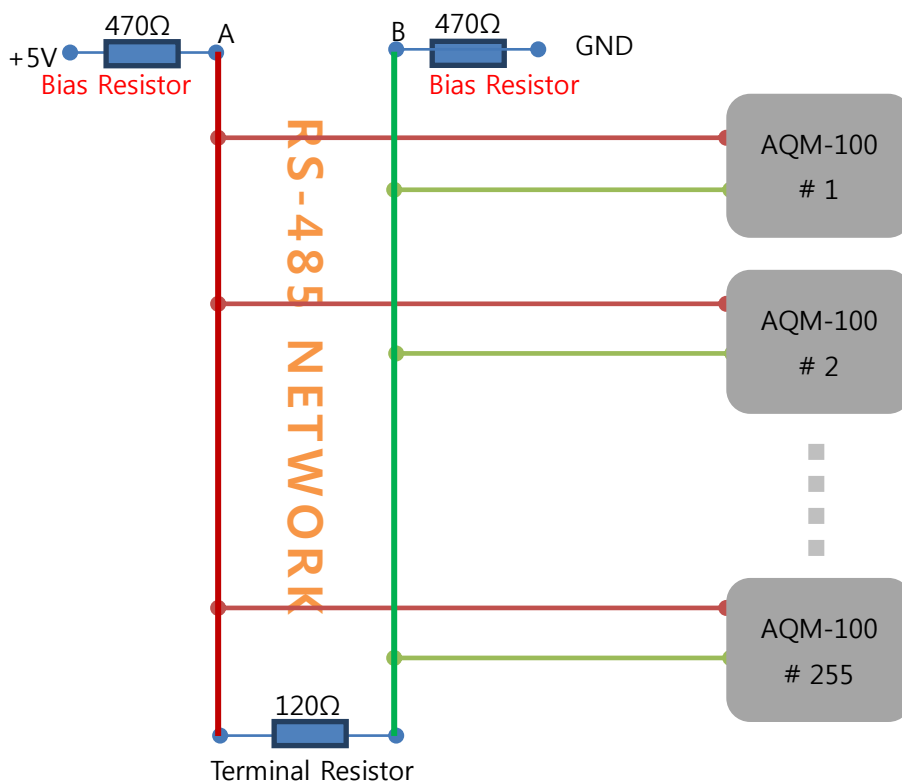 470Ω
A
B
470Ω
+5V
GND
Bias Resistor
Bias Resistor
RS-485 NETWORK
AQM-100
# 1
AQM-100
# 2
AQM-100
# 255
120Ω
Terminal Resistor